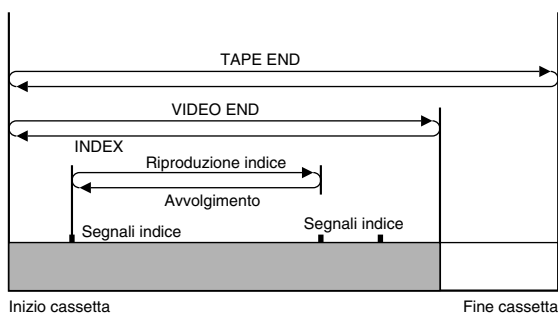 TAPE END
VIDEO END
INDEX
Riproduzione indice
Avvolgimento
Segnali indice
Segnali indice
Inizio cassetta
Fine cassetta